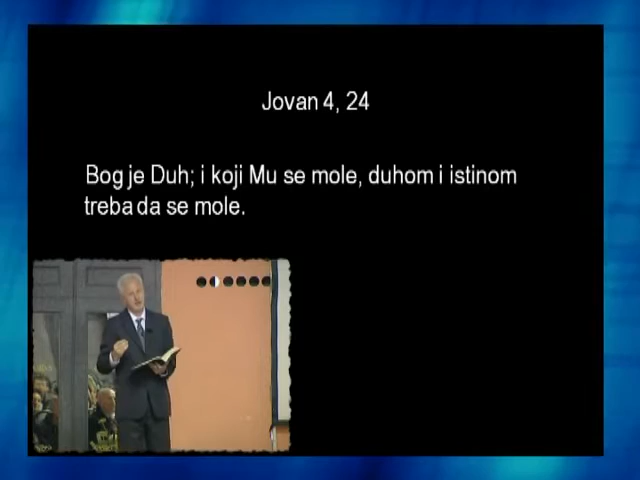 Jovan 4, 24
Bog je Duh; i koji Mu se mole, duhom i istinom
treba da se mole.